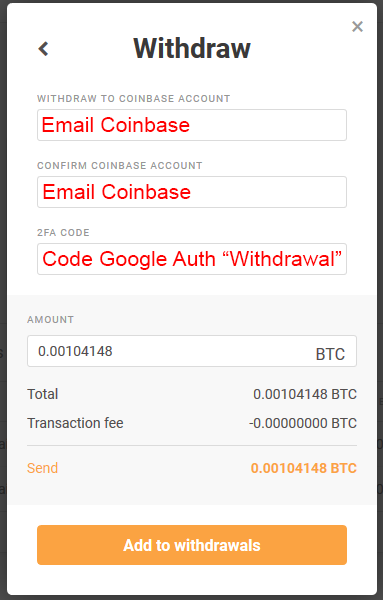 Withdraw
WITHDRAW TO COINBASE ACCOUNT
Email Coinbase
CONFIRM COINBASE ACCOUNT
Email Coinbase
2FA CODE
Code Google Auth “Withdrawal”
AMOUNT
0.00104148 BTC
Total 0.00104148 BTC
Transaction fee -0.00000000 BTC
Send 0.00104148 BTC
Add to withdrawals